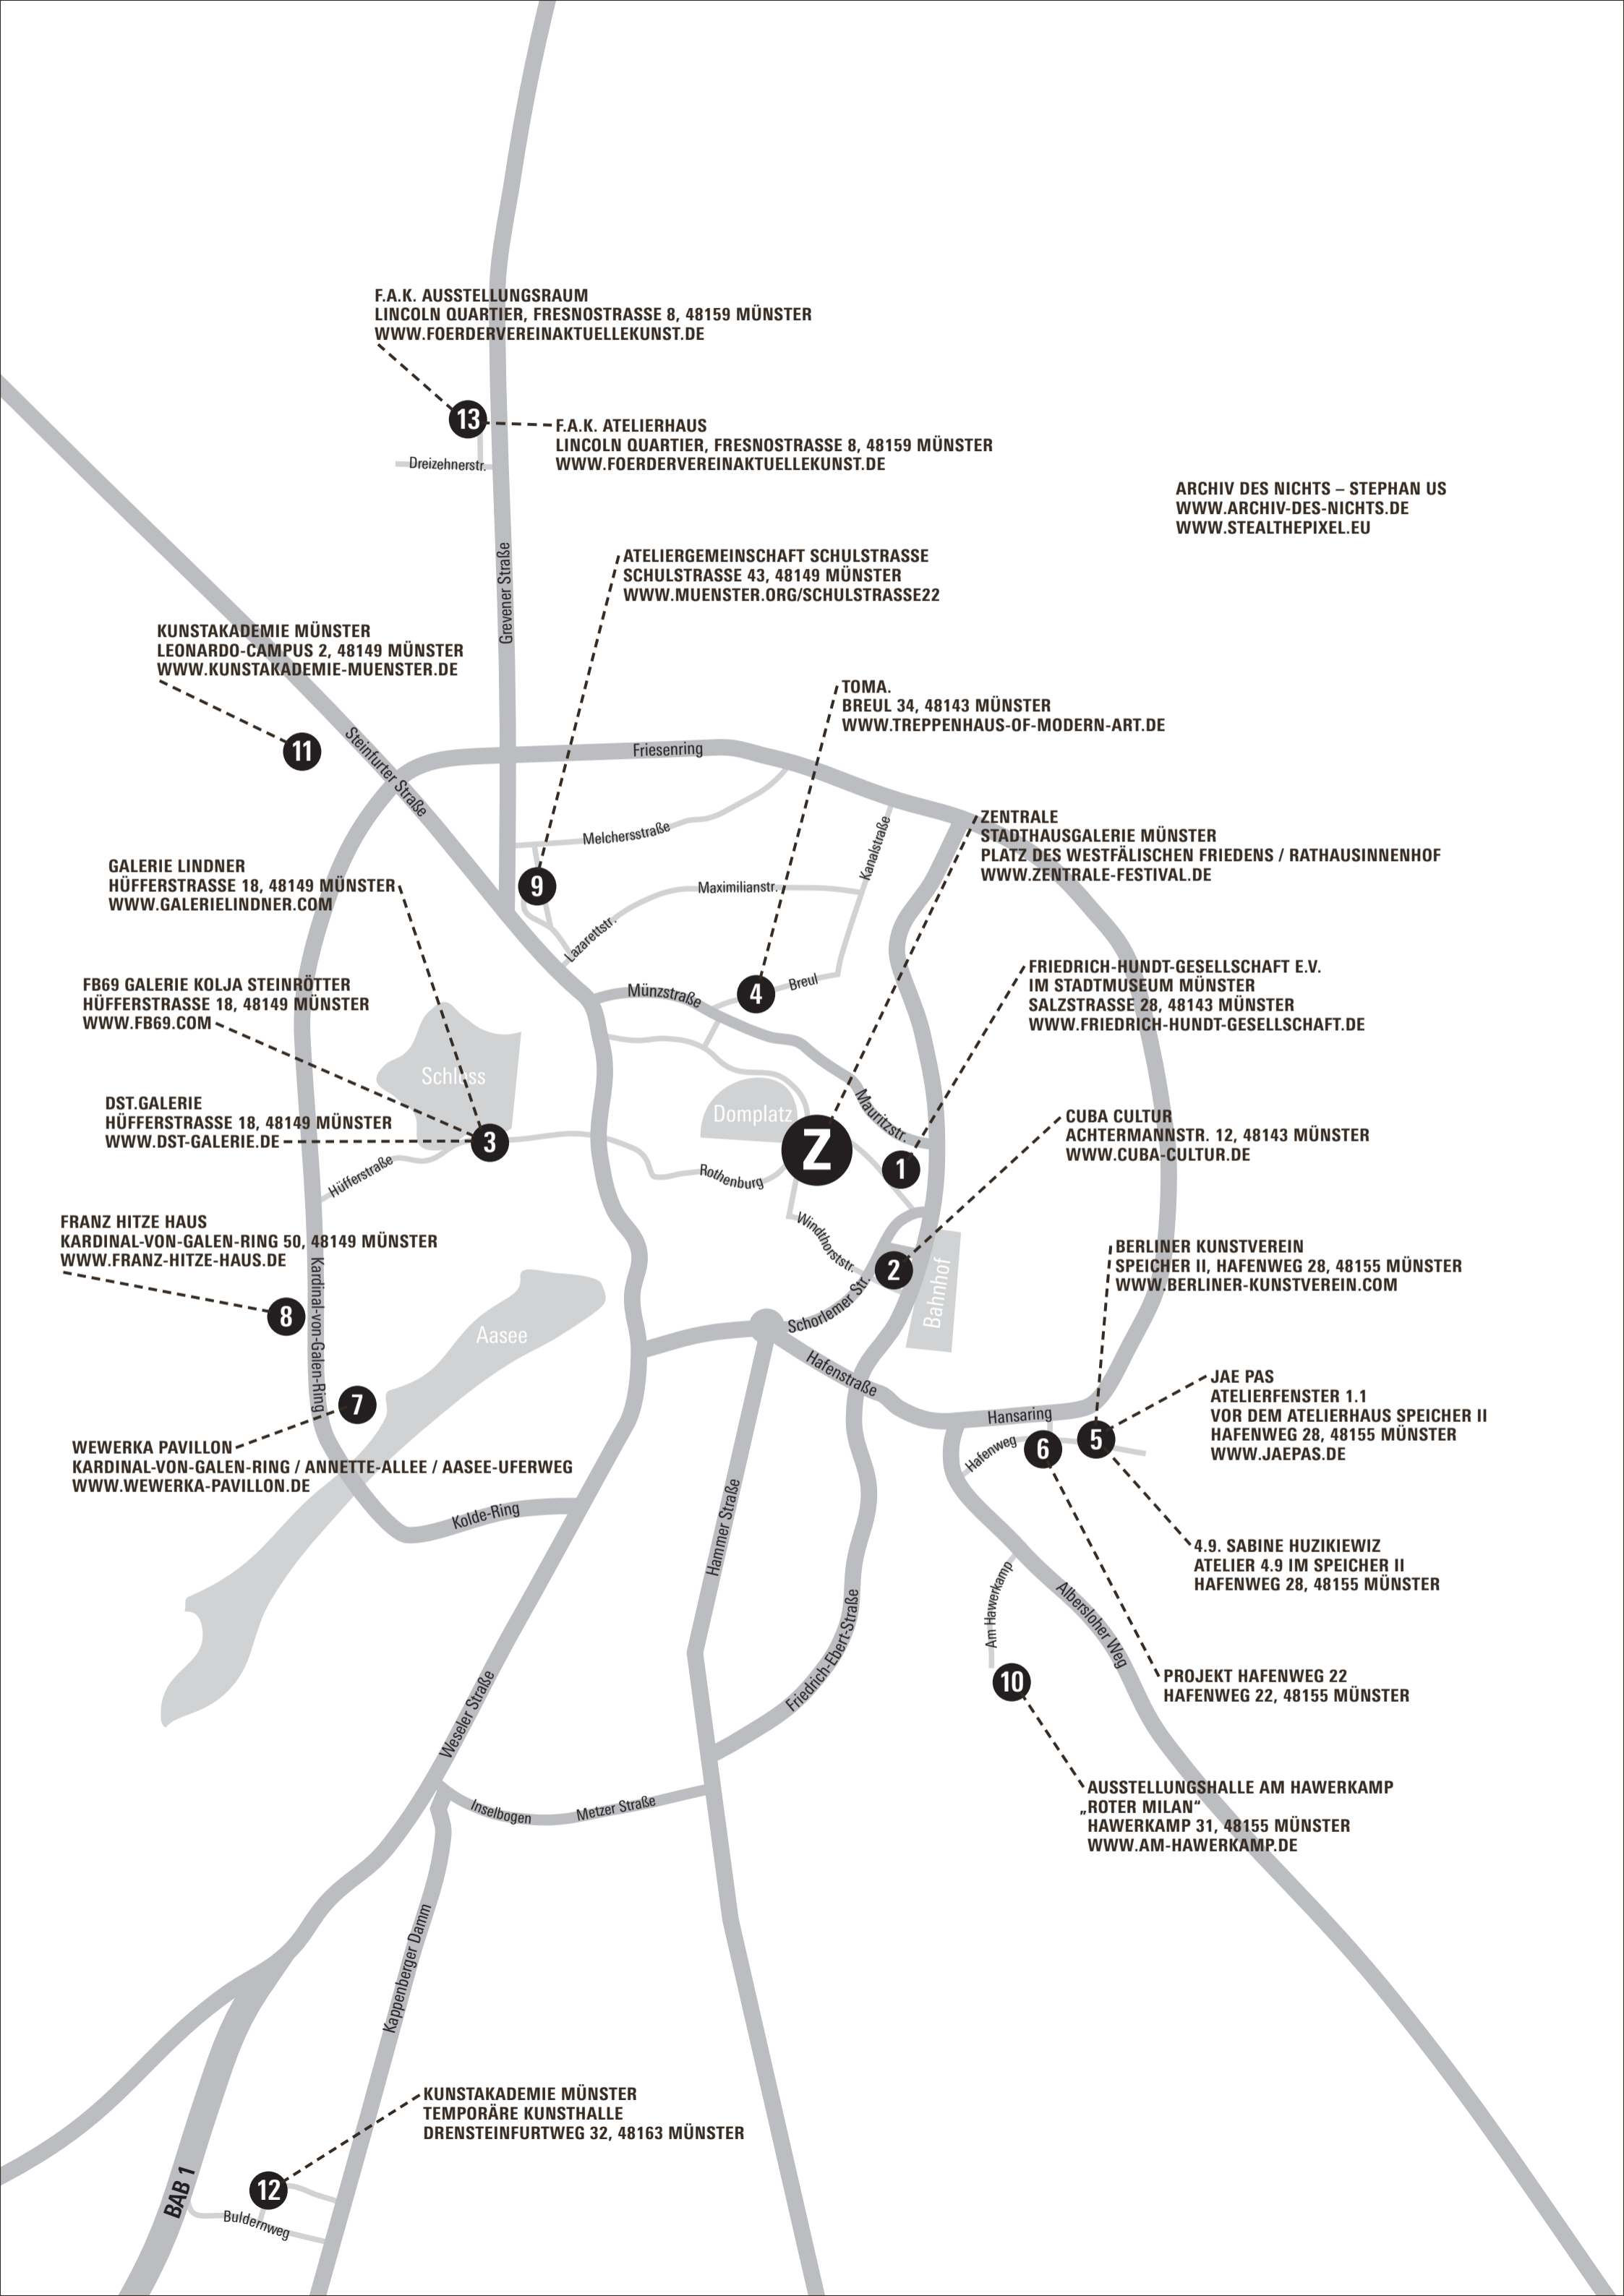 F.A.K. AUSSTELLUNGSRAUM
LINCOLN QUARTIER, FRESNOSTRASSE 8, 48159 MÜNSTER
WWW.FOERDERVEREINAKTUELLEKUNST.DE
13
F.A.K. ATELIERHAUS
LINCOLN QUARTIER, FRESNOSTRASSE 8, 48159 MÜNSTER
WWW.FOERDERVEREINAKTUELLEKUNST.DE
Dreizehnerstr.
ARCHIV DES NICHTS – STEPHAN US
WWW.ARCHIV-DES-NICHTS.DE
WWW.STEALTHEPIXEL.EU
Grevener Straße
ATELIERGEMEINSCHAFT SCHULSTRASSE
SCHULSTRASSE 43, 48149 MÜNSTER
WWW.MUENSTER.ORG/SCHULSTRASSE22
KUNSTAKADEMIE MÜNSTER
LEONARDO-CAMPUS 2, 48149 MÜNSTER
WWW.KUNSTAKADEMIE-MUENSTER.DE
11
Steinfurter Straße
TOMA.
BREUL 34, 48143 MÜNSTER
WWW.TREPPENHAUS-OF-MODERN-ART.DE
Friesenring
ZENTRALE
STADTHAUSGALERIE MÜNSTER
PLATZ DES WESTFÄLISCHEN FRIEDENS / RATHAUSINNENHOF
WWW.ZENTRALE-FESTIVAL.DE
Melchersstraße
Kanalstraße
GALERIE LINDNER
HÜFFERSTRASSE 18, 48149 MÜNSTER
WWW.GALERIELINDNER.COM
9
Maximilianstr.
Lazarettstr.
FRIEDRICH-HUNDT-GESELLSCHAFT E.V.
IM STADTMUSEUM MÜNSTER
SALZSTRASSE 28, 48143 MÜNSTER
WWW.FRIEDRICH-HUNDT-GESELLSCHAFT.DE
FB69 GALERIE KOLJA STEINRÖTTER
HÜFFERSTRASSE 18, 48149 MÜNSTER
WWW.FB69.COM
Münzstraße
4
Breul
Schloss
DST.GALERIE
HÜFFERSTRASSE 18, 48149 MÜNSTER
WWW.DST-GALERIE.DE
3
Domplatz
Mauritzstr.
Z
1
CUBA CULTUR
ACHTERMANNSTR. 12, 48143 MÜNSTER
WWW.CUBA-CULTUR.DE
Hüfferstraße
Rothenburg
Windthorststr.
FRANZ HITZE HAUS
KARDINAL-VON-GALEN-RING 50, 48149 MÜNSTER
WWW.FRANZ-HITZE-HAUS.DE
8
Kardinal-von-Galen-Ring
2
Schorlemer Str.
Bahnhof
BERLINER KUNSTVEREIN
SPEICHER II, HAFENWEG 28, 48155 MÜNSTER
WWW.BERLINER-KUNSTVEREIN.COM
Aasee
Hafenstraße
7
JAE PAS
ATELIERFENSTER 1.1
VOR DEM ATELIERHAUS SPEICHER II
HAFENWEG 28, 48155 MÜNSTER
WWW.JAEPAS.DE
Hansaring
Hafenweg
6
5
WEWERKA PAVILLON
KARDINAL-VON-GALEN-RING / ANNETTE-ALLEE / AASEE-UFERWEG
WWW.WEWERKA-PAVILLON.DE
Kolde-Ring
Hammer Straße
4.9. SABINE HUZIKIEWIZ
ATELIER 4.9 IM SPEICHER II
HAFENWEG 28, 48155 MÜNSTER
Am Hawerkamp
Albersloher Weg
Friedrich-Ebert-Straße
10
PROJEKT HAFENWEG 22
HAFENWEG 22, 48155 MÜNSTER
Weseler Straße
AUSSTELLUNGSHALLE AM HAWERKAMP
„ROTER MILAN“
HAWERKAMP 31, 48155 MÜNSTER
WWW.AM-HAWERKAMP.DE
Inselbogen
Metzer Straße
Kappenberger Damm
KUNSTAKADEMIE MÜNSTER
TEMPORÄRE KUNSTHALLE
DRENSTEINFURTWEG 32, 48163 MÜNSTER
12
BAB 1
Buldernweg